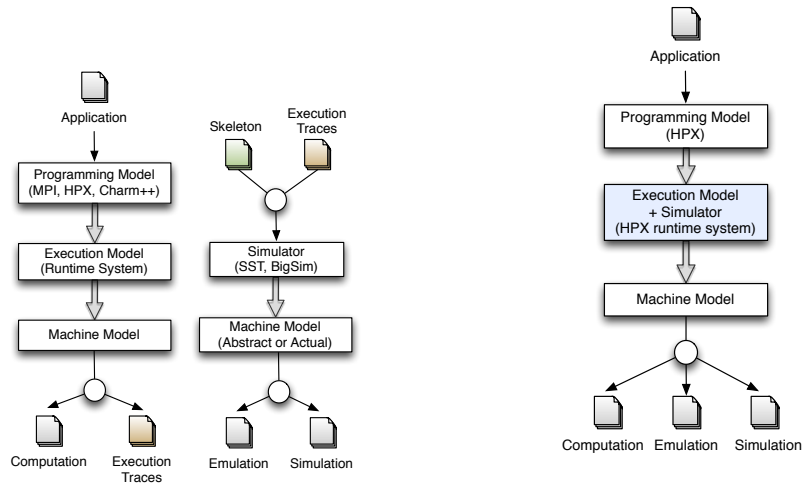 Application
Programming Model
(MPI, HPX, Charm++)
Execution Model
(Runtime System)
Machine Model
Computation
Execution
Traces
Skeleton
Execution
Traces
Simulator
(SST, BigSim)
Machine Model
(Abstract or Actual)
Emulation
Simulation
Application
Programming Model
(HPX)
Execution Model
+ Simulator
(HPX runtime system)
Machine Model
Computation
Emulation
Simulation